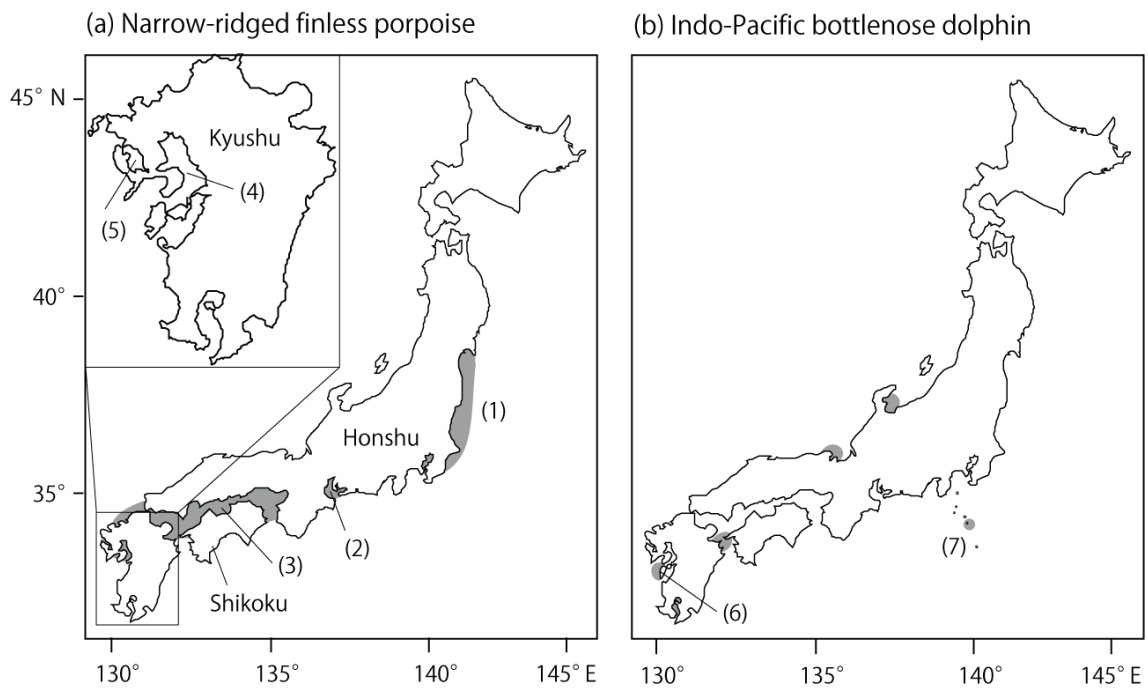 (a) Narrow-ridged finless porpoise
(b) Indo-Pacific bottlenose dolphin
45° N
40°
35°
Kyushu
(4)
(5)
(1)
Honshu
(2)
(3)
Shikoku
130°
135°
140°
145° E
(7)
(6)
130°
135°
140°
145° E